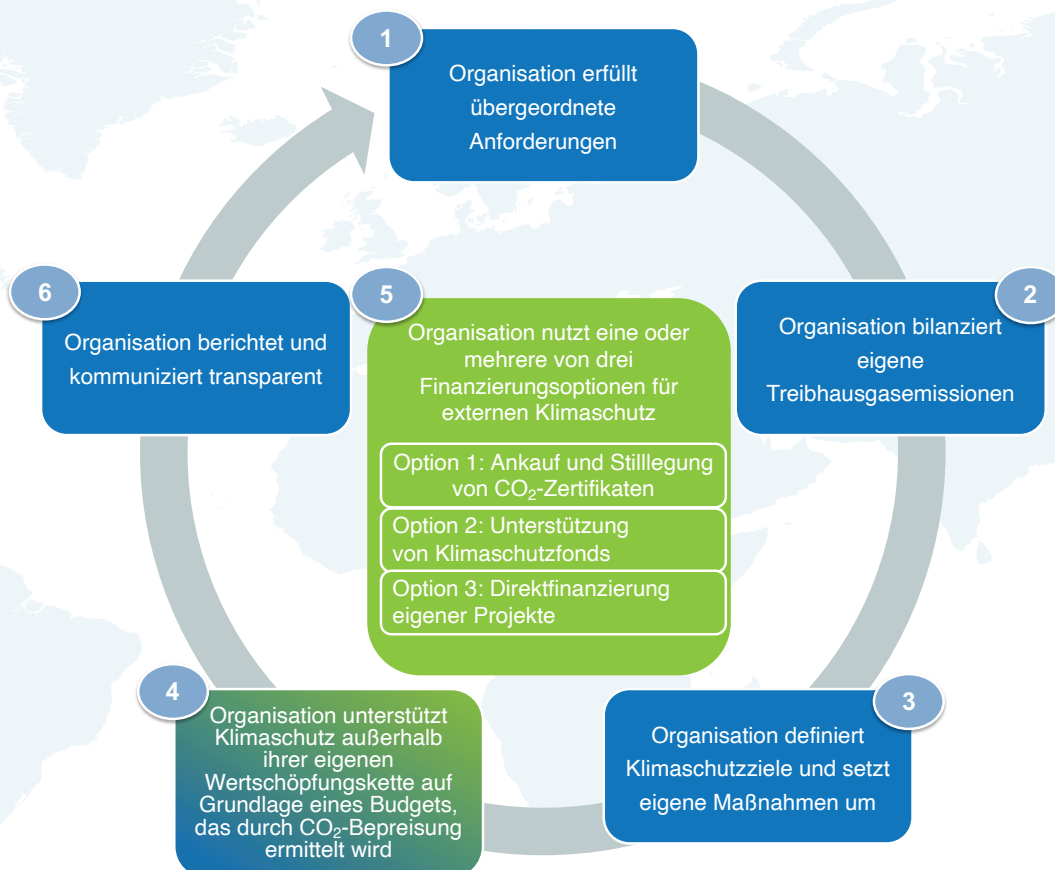 1
Organisation erfüllt
übergeordnete
Anforderungen
2
Organisation bilanziert
eigene
Treibhausgasemissionen
3
Organisation definiert
Klimaschutzziele und setzt
eigene Maßnahmen um
4
Organisation unterstützt
Klimaschutz außerhalb
ihrer eigenen
Wertschöpfungskette auf
Grundlage eines Budgets,
das durch CO₂-Bepreisung
ermittelt wird
5
Organisation nutzt eine oder
mehrere von drei
Finanzierungsoptionen für
externen Klimaschutz
Option 1: Ankauf und Stilllegung
von CO₂-Zertifikaten
Option 2: Unterstützung
von Klimaschutzfonds
Option 3: Direktfinanzierung
eigener Projekte
6
Organisation berichtet und
kommuniziert transparent